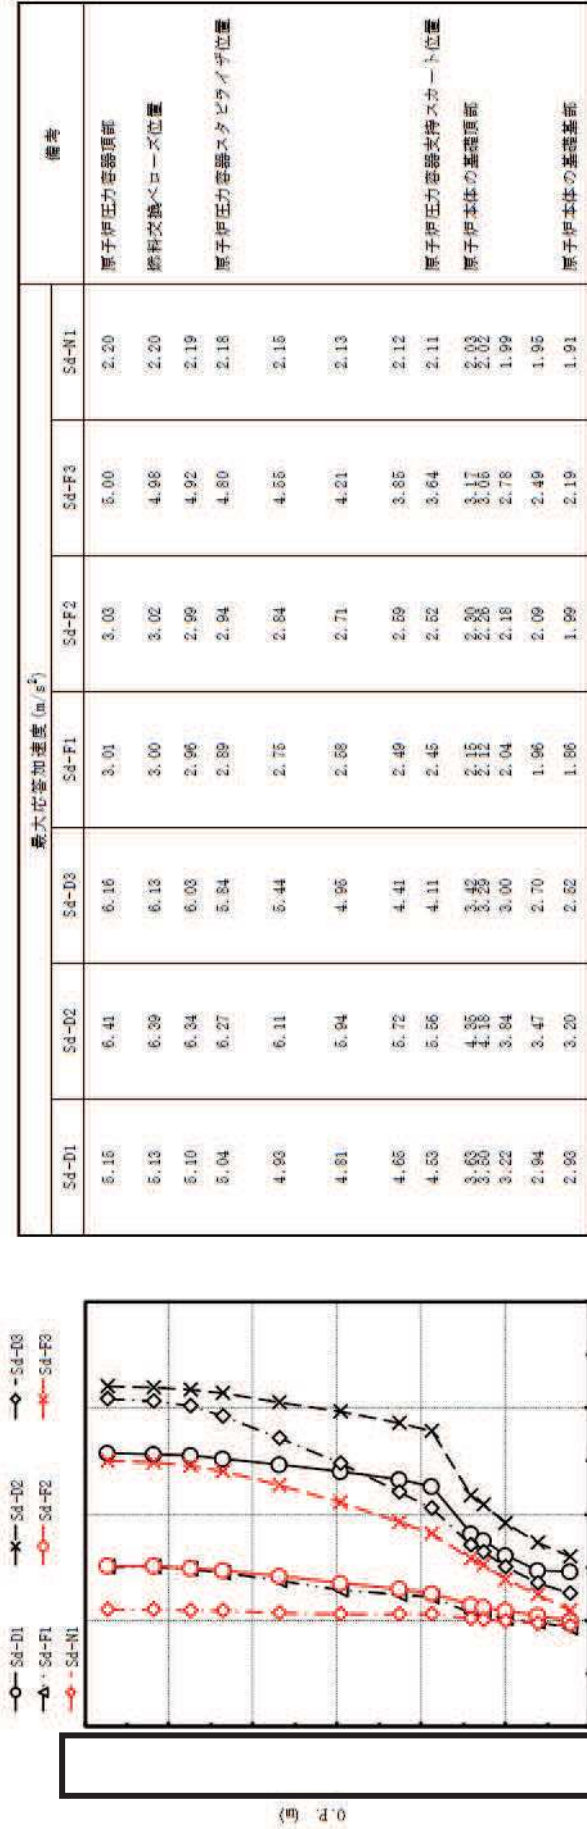 Sd-D1 Sd-D2 Sd-D3
Sd-F1 Sd-F2 Sd-F3
Sd-N1
O.P. (m)
最大応答加速度(m/s²) 備考
Sd-D1 Sd-D2 Sd-D3 Sd-F1 Sd-F2 Sd-F3 Sd-N1
5.15 6.41 6.16 3.01 3.03 5.00 2.20 原子炉圧力容器頂部
5.13 6.39 6.13 3.00 3.02 4.98 2.20 燃料交換ベローズ位置
5.10 6.34 6.03 2.96 2.99 4.92 2.19
5.04 6.27 5.84 2.89 2.94 4.80 2.18 原子炉圧力容器スタビライザ位置
4.93 6.11 5.44 2.75 2.84 4.55 2.15
4.81 5.94 4.95 2.58 2.71 4.21 2.13
4.65 5.72 4.41 2.49 2.59 3.85 2.12
4.53 5.56 4.11 2.45 2.52 3.64 2.11 原子炉圧力容器支持スカート位置
3.63 4.35 3.42 2.15 2.30 3.17 2.03 原子炉本体の基礎頂部
3.50 4.18 3.29 2.12 2.26 3.05 2.02
3.22 3.84 3.00 2.04 2.18 2.78 1.99
2.94 3.47 2.70 1.96 2.09 2.49 1.95
2.93 3.20 2.52 1.86 1.99 2.19 1.91 原子炉本体の基礎基部